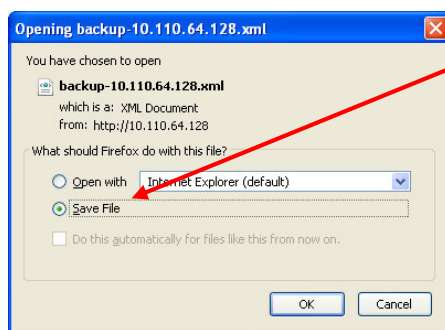 Opening backup-10.110.64.128.xml
You have chosen to open
backup-10.110.64.128.xml
which is a: XML Document
from: http://10.110.64.128
What should Firefox do with this file?
Open with Internet Explorer (default)
Save File
Do this automatically for files like this from now on.
OK Cancel